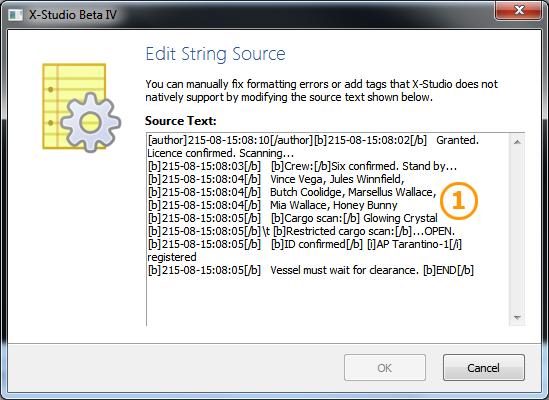 X-Studio Beta IV
Edit String Source
You can manually fix formatting errors or add tags that X-Studio does not
natively support by modifying the source text shown below.
Source Text:
[author]215-08-15:08:10[/author][b]215-08-15:08:02[/b]   Granted.
Licence confirmed. Scanning...
[b]215-08-15:08:03[/b]   [b]Crew:[/b]Six confirmed. Stand by...
[b]215-08-15:08:04[/b]   Vince Vega, Jules Winnfield,
[b]215-08-15:08:04[/b]   Butch Coolidge, Marsellus Wallace,
[b]215-08-15:08:04[/b]   Mia Wallace, Honey Bunny
[b]215-08-15:08:05[/b]   [b]Cargo scan:[/b] Glowing Crystal
[b]215-08-15:08:05[/b]\t [b]Restricted cargo scan:[/b]...OPEN.
[b]215-08-15:08:05[/b]   [b]ID confirmed[/b] [i]AP Tarantino-1[/i]
registered
[b]215-08-15:08:05[/b]   Vessel must wait for clearance. [b]END[/b]
1
OK
Cancel